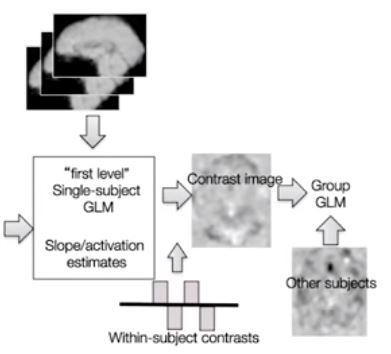 “first level”
Single-subject
GLM
Slope/activation
estimates
Contrast image
Group
GLM
Other subjects
Within-subject contrasts